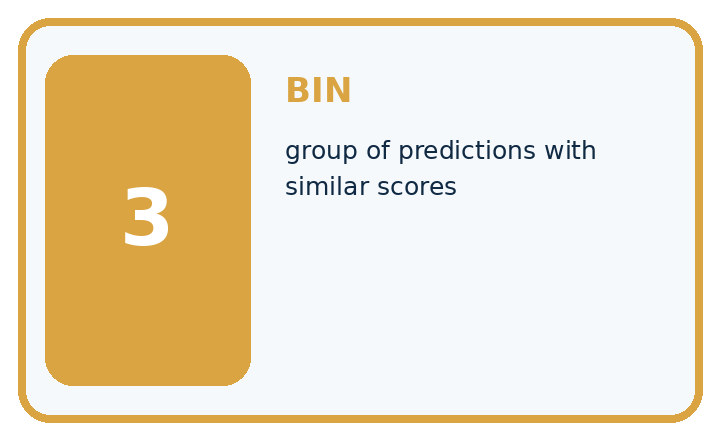 3
BIN
group of predictions with
similar scores